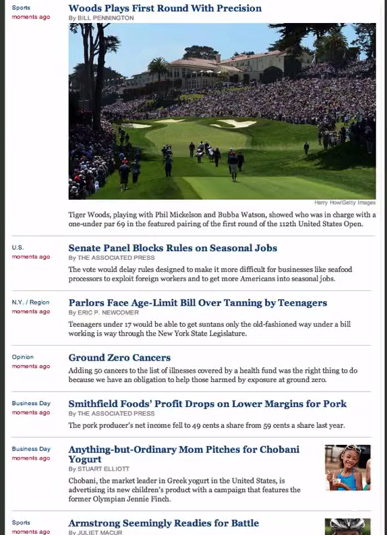 Sports
moments ago
Woods Plays First Round With Precision
By BILL PENNINGTON
Harry How/Getty Images
Tiger Woods, playing with Phil Mickelson and Bubba Watson, showed who was in charge with a
one-under par 69 in the featured pairing of the first round of the 112th United States Open.
U.S.
moments ago
Senate Panel Blocks Rules on Seasonal Jobs
By THE ASSOCIATED PRESS
The vote would delay rules designed to make it more difficult for businesses like seafood
processors to exploit foreign workers and to get more Americans into seasonal jobs.
N.Y. / Region
moments ago
Parlors Face Age-Limit Bill Over Tanning by Teenagers
By ERIC P. NEWCOMER
Teenagers under 17 would be able to get suntans only the old-fashioned way under a bill
working is way through the New York State Legislature.
Opinion
moments ago
Ground Zero Cancers
Adding 50 cancers to the list of illnesses covered by a health fund was the right thing to do
because we have an obligation to help those harmed by exposure at ground zero.
Business Day
moments ago
Smithfield Foods' Profit Drops on Lower Margins for Pork
By THE ASSOCIATED PRESS
The pork producer's net income fell to 49 cents a share from 59 cents a share last year.
Business Day
moments ago
Anything-but-Ordinary Mom Pitches for Chobani
Yogurt
By STUART ELLIOTT
Chobani, the market leader in Greek yogurt in the United States, is
advertising its new children's product with a campaign that features the
former Olympian Jennie Finch.
Sports
moments ago
Armstrong Seemingly Readies for Battle
By JULIET MACUR